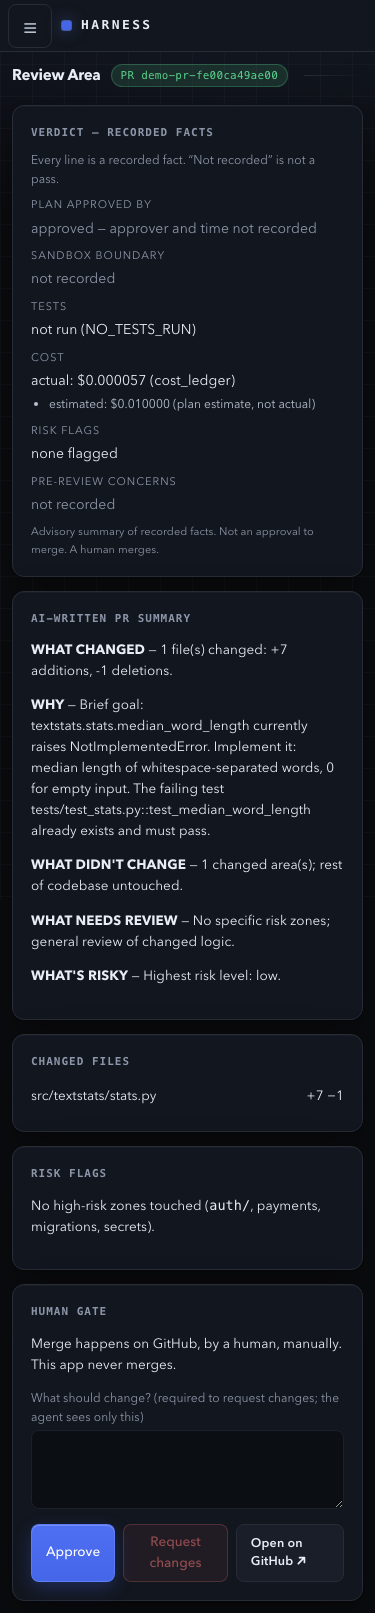 HARNESS
Review Area
PR demo-pr-fe00ca49ae00
VERDICT — RECORDED FACTS
Every line is a recorded fact. “Not recorded” is not a
pass.
PLAN APPROVED BY
approved — approver and time not recorded
SANDBOX BOUNDARY
not recorded
TESTS
not run (NO_TESTS_RUN)
COST
actual: $0.000057 (cost_ledger)
• estimated: $0.010000 (plan estimate, not actual)
RISK FLAGS
none flagged
PRE-REVIEW CONCERNS
not recorded
Advisory summary of recorded facts. Not an approval to
merge. A human merges.
AI-WRITTEN PR SUMMARY
WHAT CHANGED — 1 file(s) changed: +7
additions, -1 deletions.
WHY — Brief goal:
textstats.stats.median_word_length currently
raises NotImplementedError. Implement it:
median length of whitespace-separated words, 0
for empty input. The failing test
tests/test_stats.py::test_median_word_length
already exists and must pass.
WHAT DIDN'T CHANGE — 1 changed area(s); rest
of codebase untouched.
WHAT NEEDS REVIEW — No specific risk zones;
general review of changed logic.
WHAT'S RISKY — Highest risk level: low.
CHANGED FILES
src/textstats/stats.py +7 −1
RISK FLAGS
No high-risk zones touched (auth/, payments,
migrations, secrets).
HUMAN GATE
Merge happens on GitHub, by a human, manually.
This app never merges.
What should change? (required to request changes; the
agent sees only this)
Approve
Request
changes
Open on
GitHub ↗